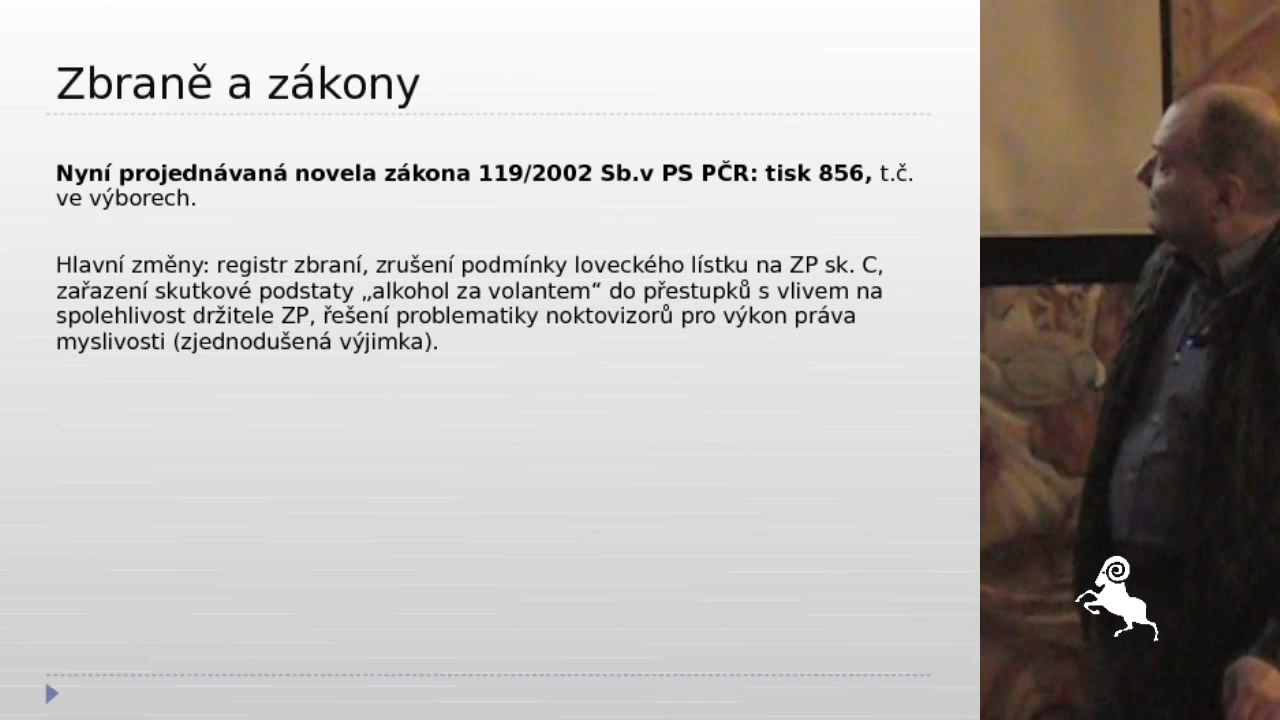 Zbraně a zákony
Nyní projednávaná novela zákona 119/2002 Sb.v PS PČR: tisk 856, t.č.
ve výborech.
Hlavní změny: registr zbraní, zrušení podmínky loveckého lístku na ZP sk. C,
zařazení skutkové podstaty „alkohol za volantem“ do přestupků s vlivem na
spolehlivost držitele ZP, řešení problematiky noktovizorů pro výkon práva
myslivosti (zjednodušená výjimka).